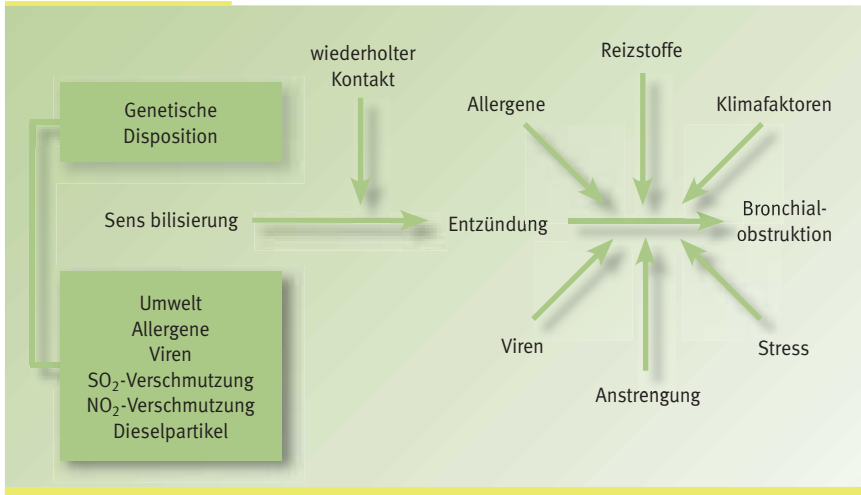 Genetische
Disposition
wiederholter
Kontakt
Sens bilisierung
Umwelt
Allergene
Viren
SO₂-Verschmutzung
NO₂-Verschmutzung
Dieselpartikel
Entzündung
Allergene
Reizstoffe
Klimafaktoren
Bronchial-
obstruktion
Viren
Anstrengung
Stress